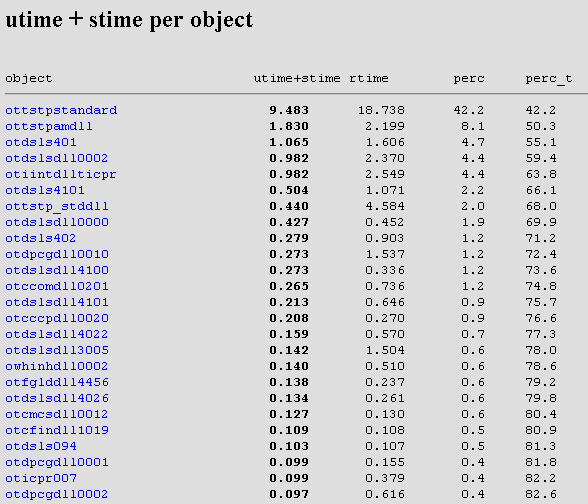 utime + stime per object
object utime+stime rtime perc perc_t
ottstpstandard 9.483 18.738 42.2 42.2
ottstpamdll 1.830 2.199 8.1 50.3
otdsls401 1.065 1.606 4.7 55.1
otdslsdll0002 0.982 2.370 4.4 59.4
otiintdllticpr 0.982 2.549 4.4 63.8
otdsls4101 0.504 1.071 2.2 66.1
ottstp_stddll 0.440 4.584 2.0 68.0
otdslsdll0000 0.427 0.452 1.9 69.9
otdsls402 0.279 0.903 1.2 71.2
otdpcgdll0010 0.273 1.537 1.2 72.4
otdslsdll4100 0.273 0.336 1.2 73.6
otccomdll0201 0.265 0.736 1.2 74.8
otdslsdll4101 0.213 0.646 0.9 75.7
otcccpdll0020 0.208 0.270 0.9 76.6
otdslsdll4022 0.159 0.570 0.7 77.3
otdslsdll3005 0.142 1.504 0.6 78.0
owhinhdll0002 0.140 0.510 0.6 78.6
otfglddll4456 0.138 0.237 0.6 79.2
otdslsdll4026 0.134 0.261 0.6 79.8
otcmcsdll0012 0.127 0.130 0.6 80.4
otcfindll1019 0.109 0.108 0.5 80.9
otdsls094 0.103 0.107 0.5 81.3
otdpcgdll0001 0.099 0.155 0.4 81.8
oticpr007 0.099 0.379 0.4 82.2
otdpcgdll0002 0.097 0.616 0.4 82.6